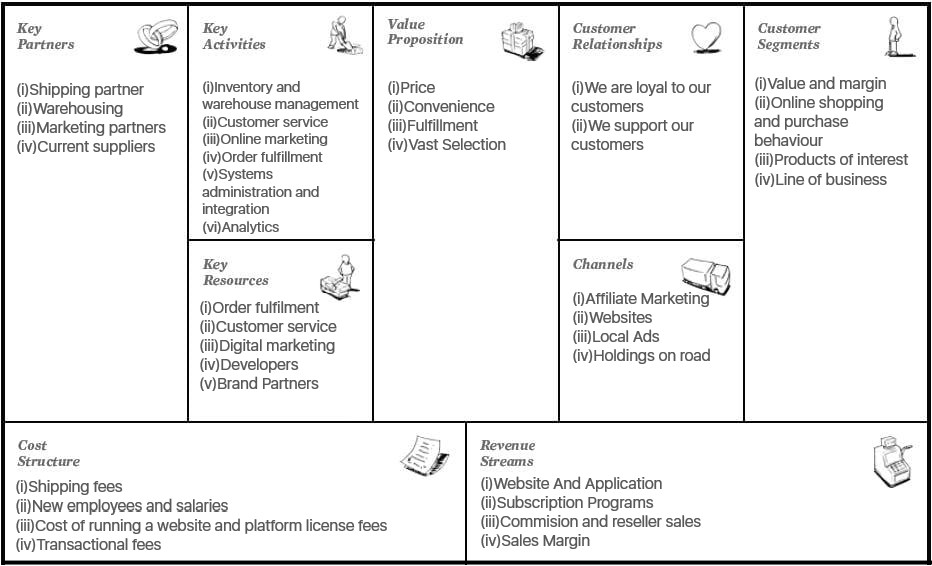 Key
Partners
(i)Shipping partner
(ii)Warehousing
(iii)Marketing partners
(iv)Current suppliers
Key
Activities
(i)Inventory and
warehouse management
(ii)Customer service
(iii)Online marketing
(iv)Order fulfillment
(v)Systems
administration and
integration
(vi)Analytics
Key
Resources
(i)Order fulfilment
(ii)Customer service
(iii)Digital marketing
(iv)Developers
(v)Brand Partners
Value
Proposition
(i)Price
(ii)Convenience
(iii)Fulfillment
(iv)Vast Selection
Customer
Relationships
(i)We are loyal to our
customers
(ii)We support our
customers
Channels
(i)Affiliate Marketing
(ii)Websites
(iii)Local Ads
(iv)Holdings on road
Customer
Segments
(i)Value and margin
(ii)Online shopping
and purchase
behaviour
(iii)Products of interest
(iv)Line of business
Cost
Structure
(i)Shipping fees
(ii)New employees and salaries
(iii)Cost of running a website and platform license fees
(iv)Transactional fees
Revenue
Streams
(i)Website And Application
(ii)Subscription Programs
(iii)Commision and reseller sales
(iv)Sales Margin